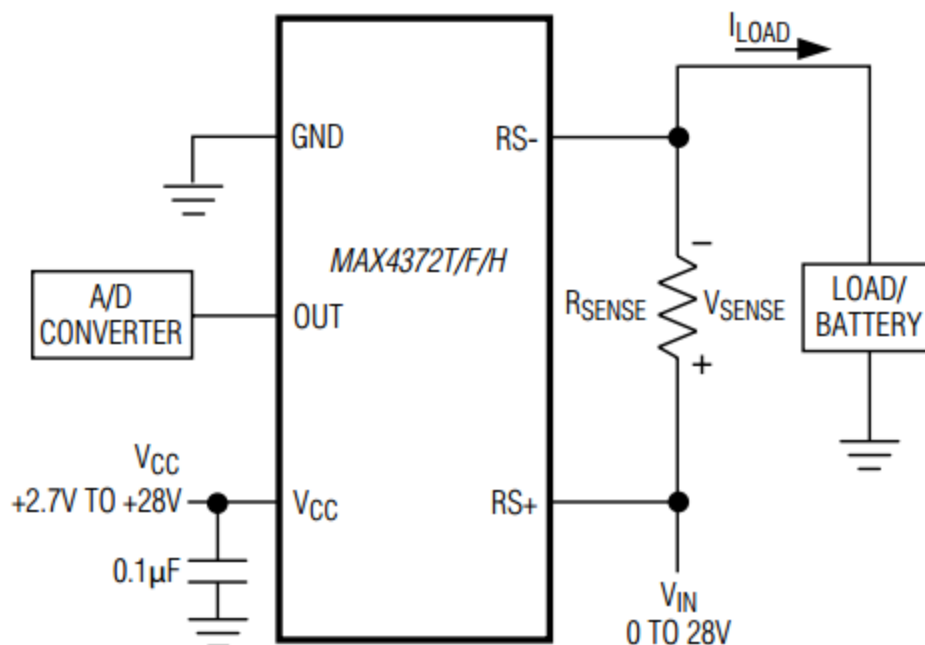 I_LOAD
GND
RS-
MAX4372T/F/H
A/D
CONVERTER
OUT
R_SENSE
−
V_SENSE
+
LOAD/
BATTERY
V_CC
+2.7V TO +28V
V_CC
RS+
0.1µF
V_IN
0 TO 28V